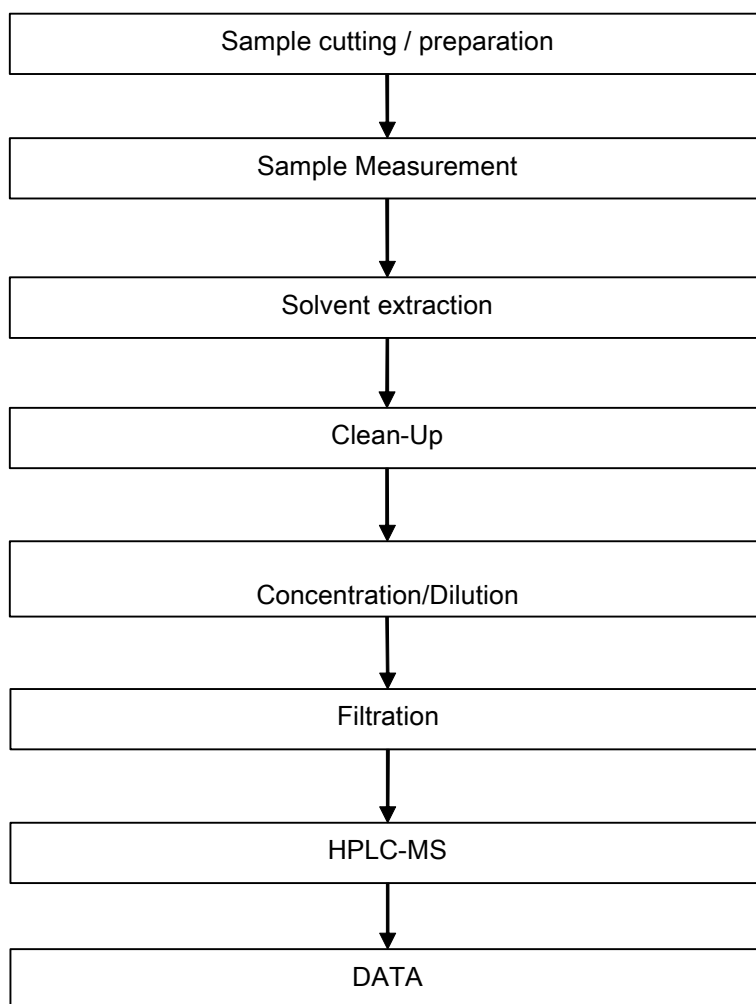 Sample cutting / preparation
Sample Measurement
Solvent extraction
Clean-Up
Concentration/Dilution
Filtration
HPLC-MS
DATA